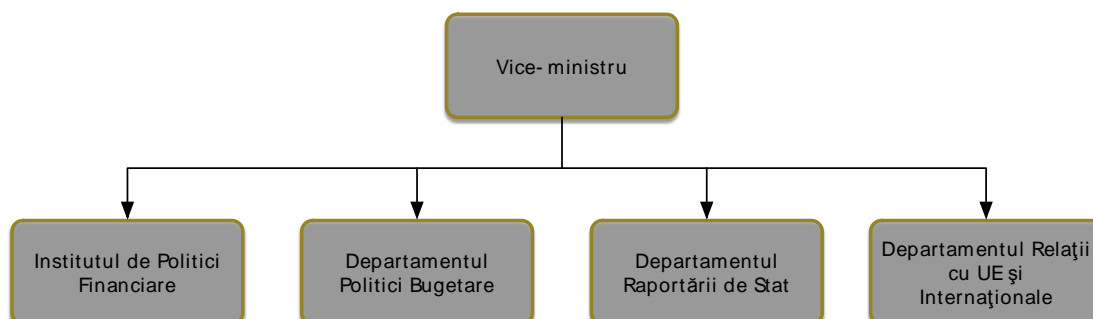 Vice- ministru
Institutul de Politici
Financiare
Departamentul
Politici Bugetare
Departamentul
Raportării de Stat
Departamentul Relaţii
cu UE şi
Internaţionale